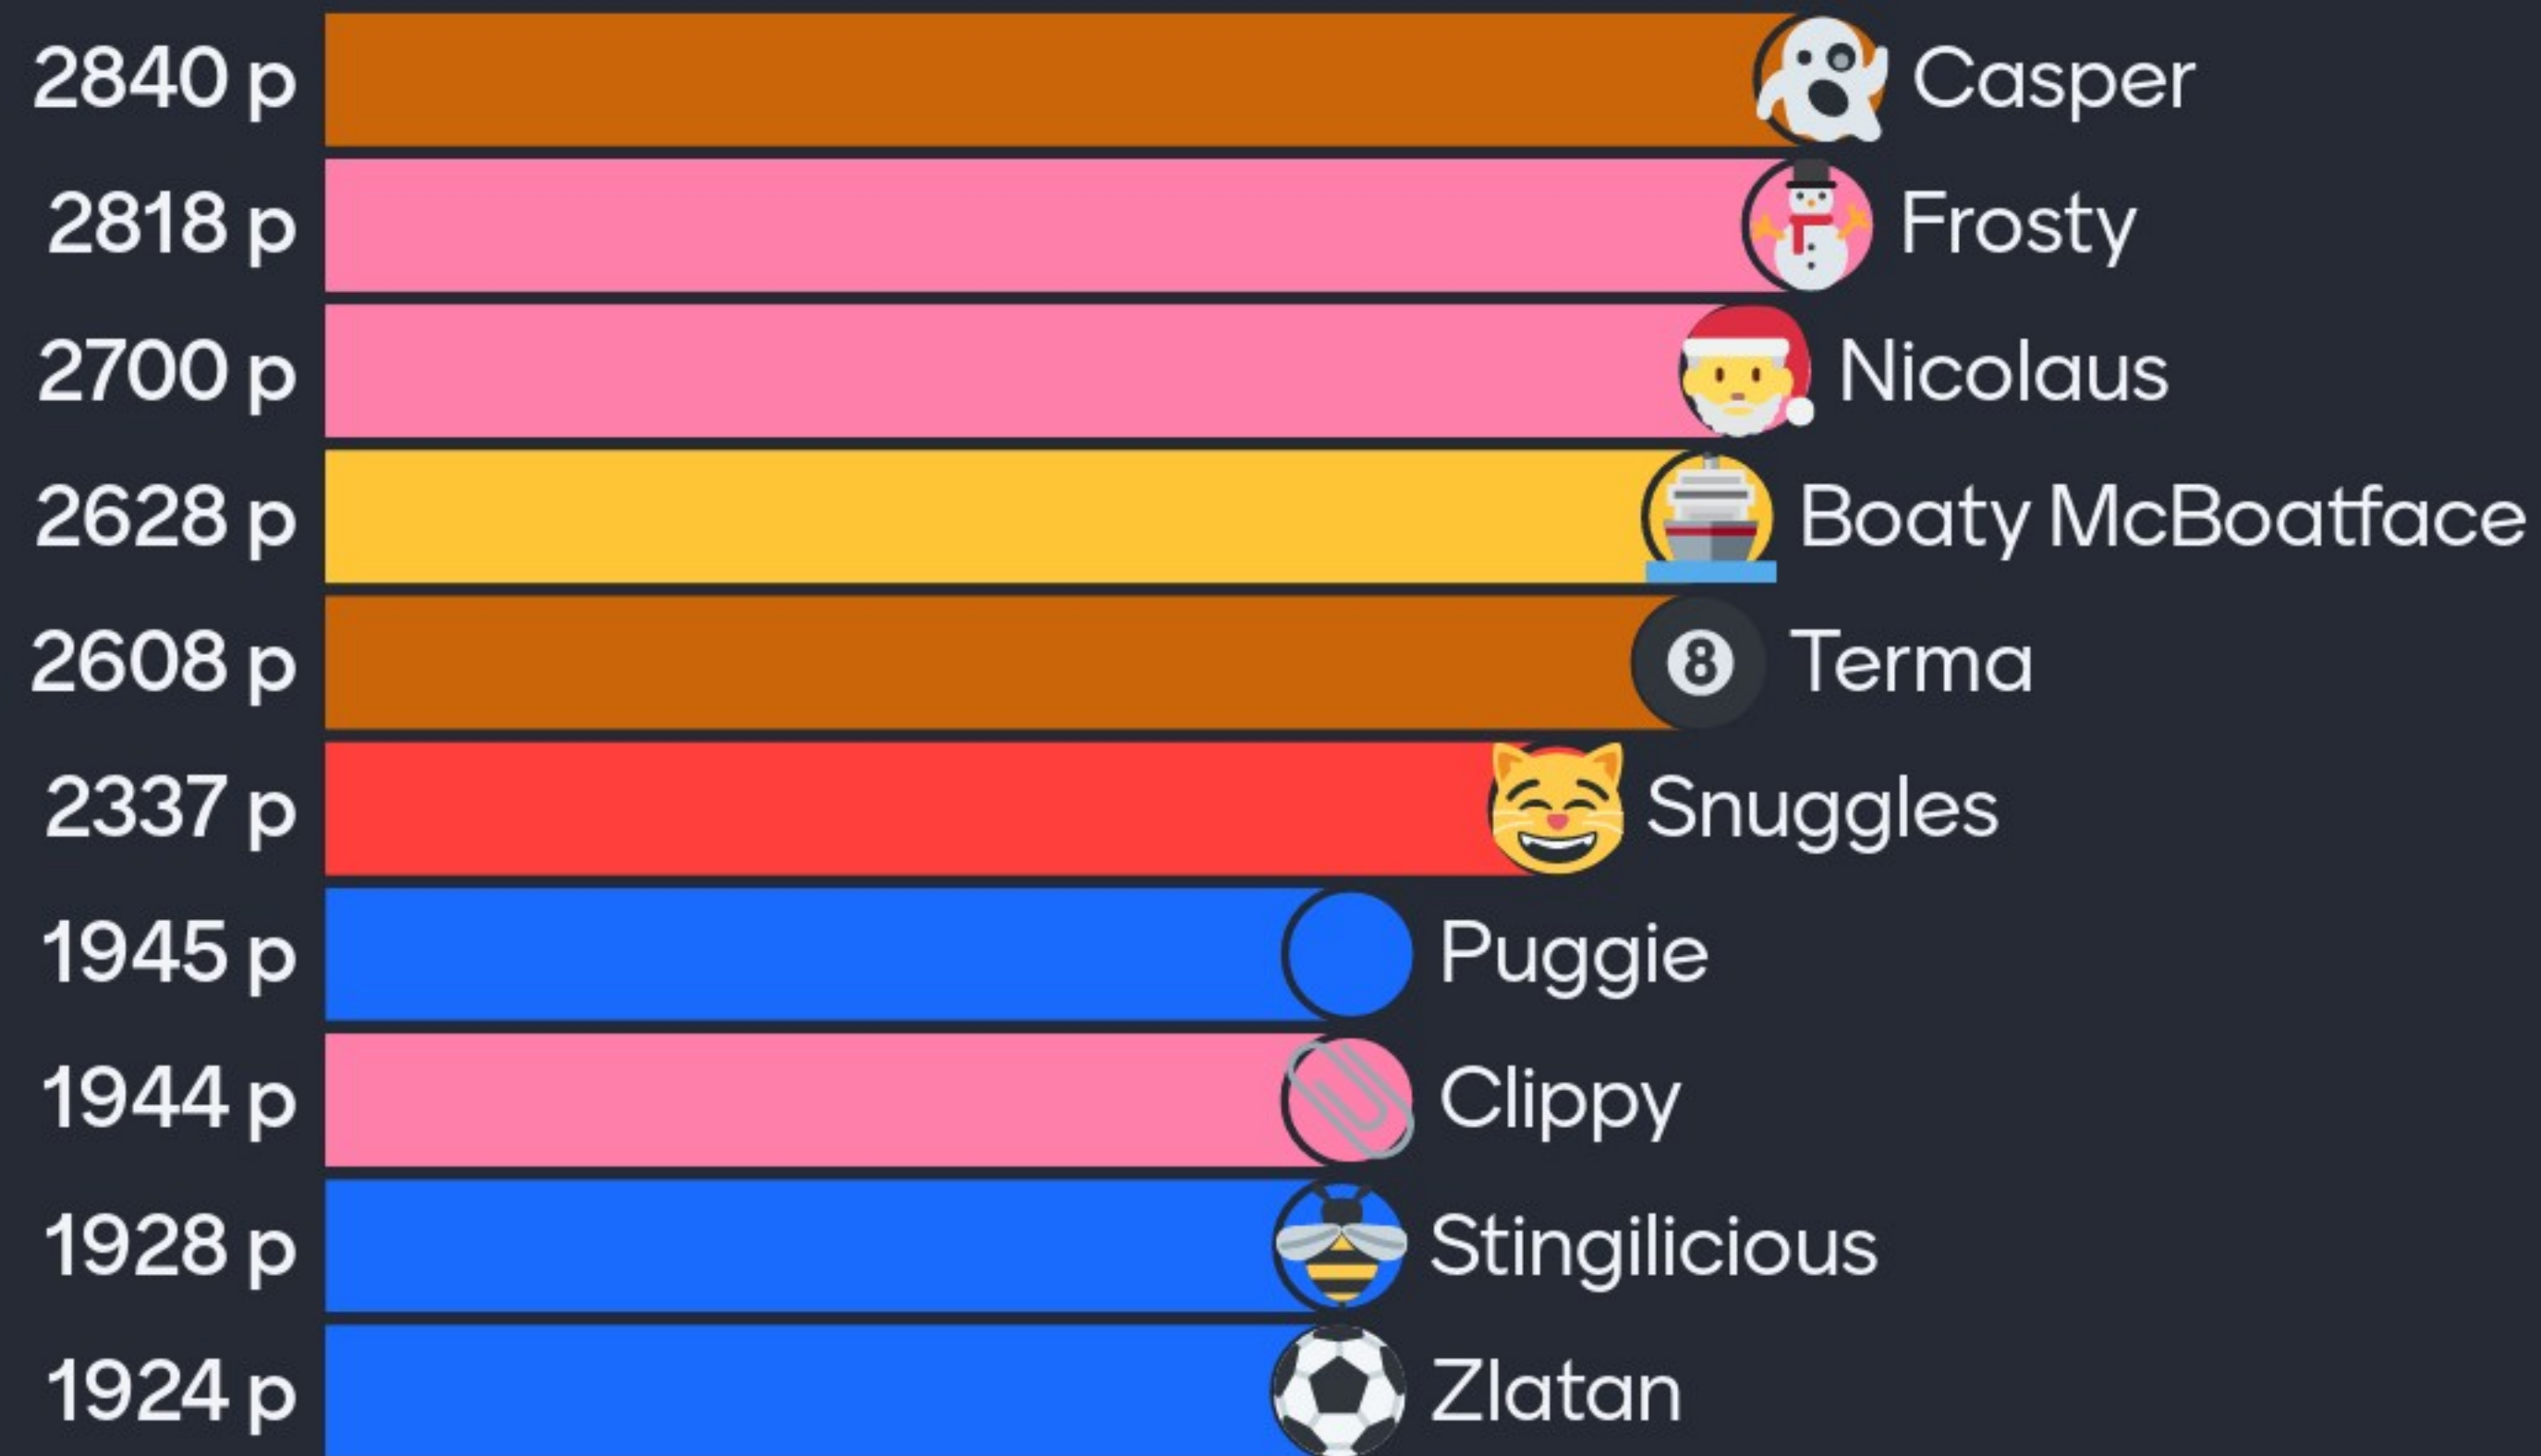 2840 p Casper
2818 p Frosty
2700 p Nicolaus
2628 p Boaty McBoatface
2608 p 8 Terma
2337 p Snuggles
1945 p Puggie
1944 p Clippy
1928 p Stingilicious
1924 p Zlatan